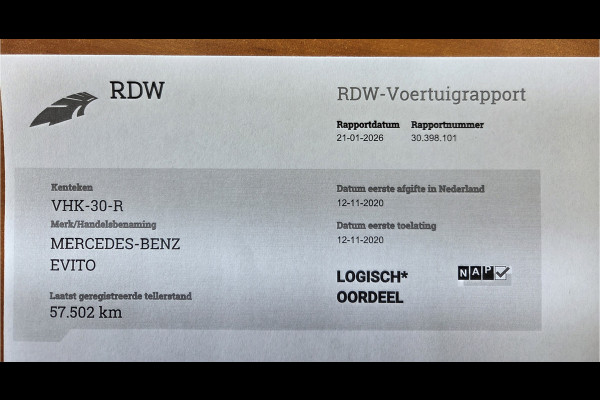 RDW
RDW-Voertuigrapport
Rapportdatum Rapportnummer
21-01-2026 30.398.101
Kenteken
VHK-30-R
Merk/Handelsbenaming
MERCEDES-BENZ
EVITO
Laatst geregistreerde tellerstand
57.502 km
Datum eerste afgifte in Nederland
12-11-2020
Datum eerste toelating
12-11-2020
LOGISCH*
OORDEEL
NAP